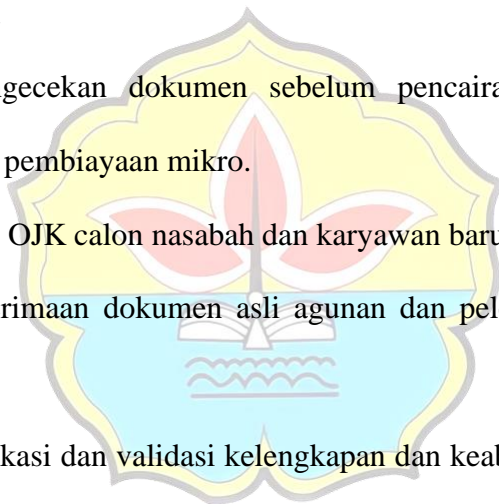 gecekan dokumen sebelum pencaira
pembiayaan mikro.
OJK calon nasabah dan karyawan baru
rimaan dokumen asli agunan dan pel
kasi dan validasi kelengkapan dan keab